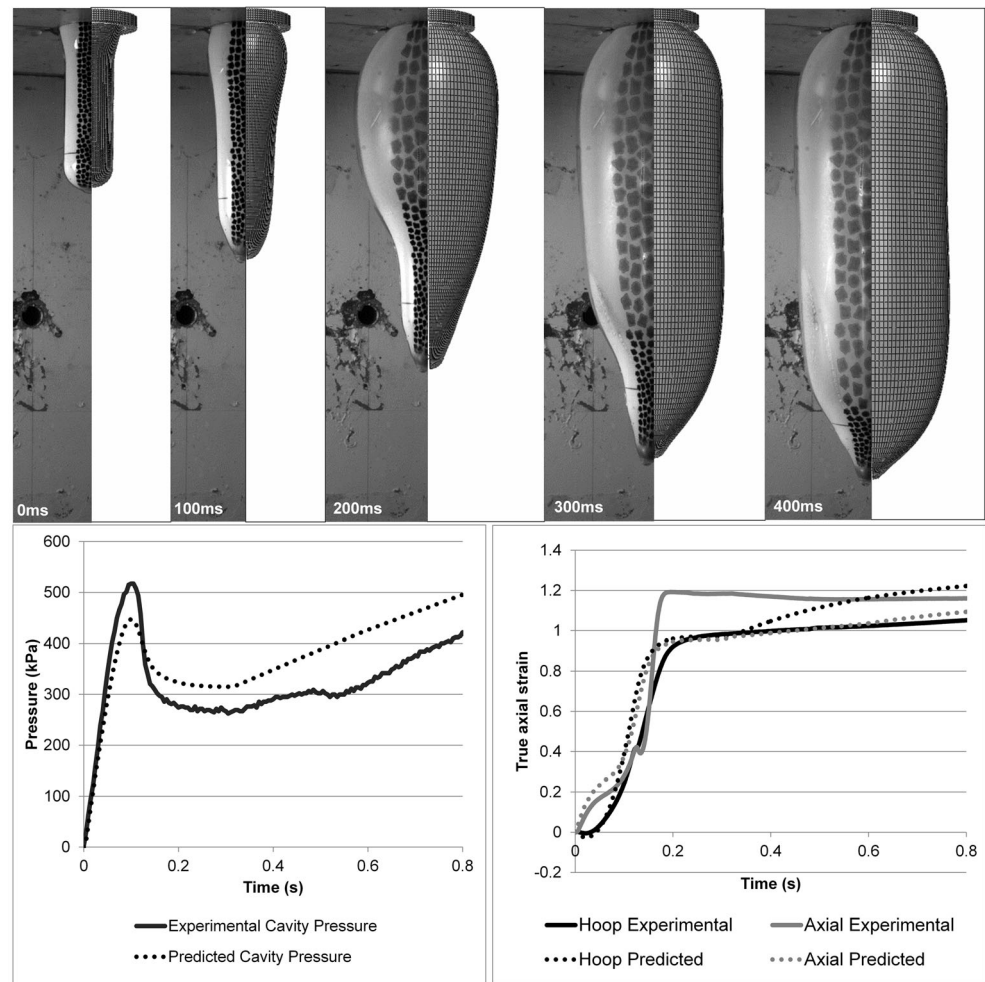 0ms
100ms
200ms
300ms
400ms
600
500
400
300
200
100
0
0
0.2
0.4
0.6
0.8
Pressure (kPa)
Time (s)
Experimental Cavity Pressure
Predicted Cavity Pressure
1.4
1.2
1
0.8
0.6
0.4
0.2
0
-0.2
0
0.2
0.4
0.6
0.8
True axial strain
Time (s)
Hoop Experimental
Axial Experimental
Hoop Predicted
Axial Predicted